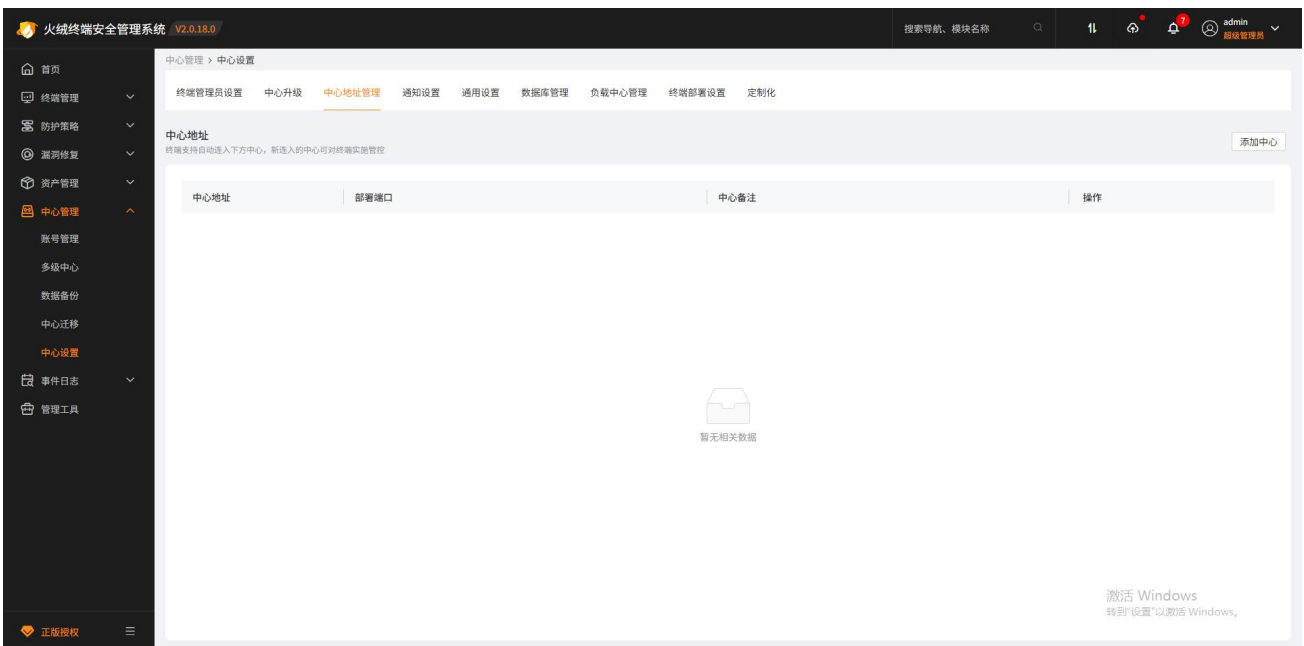 火绒终端安全管理系统 V2.0.18.0
搜索导航、模块名称
7
admin
超级管理员
首页
终端管理
防护策略
漏洞修复
资产管理
中心管理
账号管理
多级中心
数据备份
中心迁移
中心设置
事件日志
管理工具
正版授权
中心管理 > 中心设置
终端管理员设置 中心升级 中心地址管理 通知设置 通用设置 数据库管理 负载中心管理 终端部署设置 定制化
中心地址
终端支持自动连入下方中心，新连入的中心可对终端实施管控
添加中心
中心地址 部署端口 中心备注 操作
暂无相关数据
激活 Windows
转到"设置"以激活 Windows。